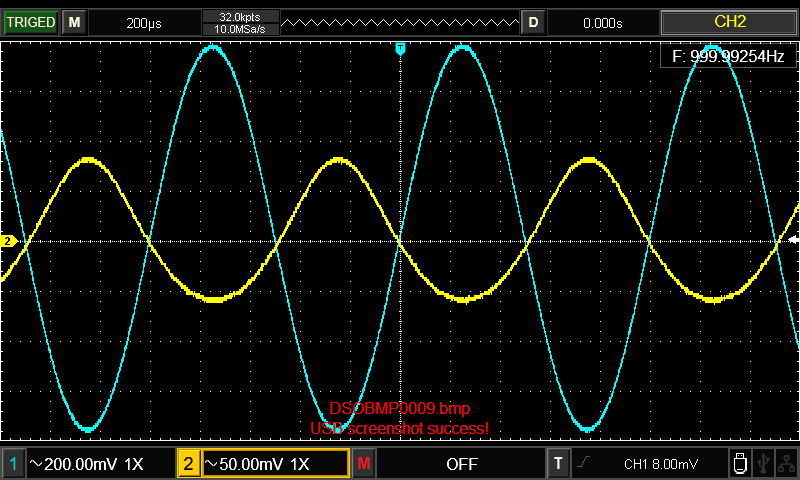 TRIGED M 200μs 32.0kpts D 0.000s CH2
10.0MSa/s
T
F: 999.99254Hz
2
DSOBMP0009.bmp
USB screenshot success!
1 ~200.00mV 1X 2 ~50.00mV 1X M OFF T CH1 8.00mV